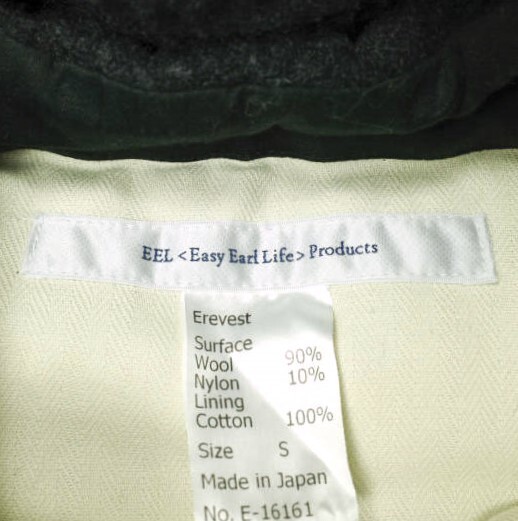 EEL <Easy Earl Life> Products
Erevest
Surface
Wool 90%
Nylon 10%
Lining
Cotton 100%
Size S
Made in Japan
No. E-16161